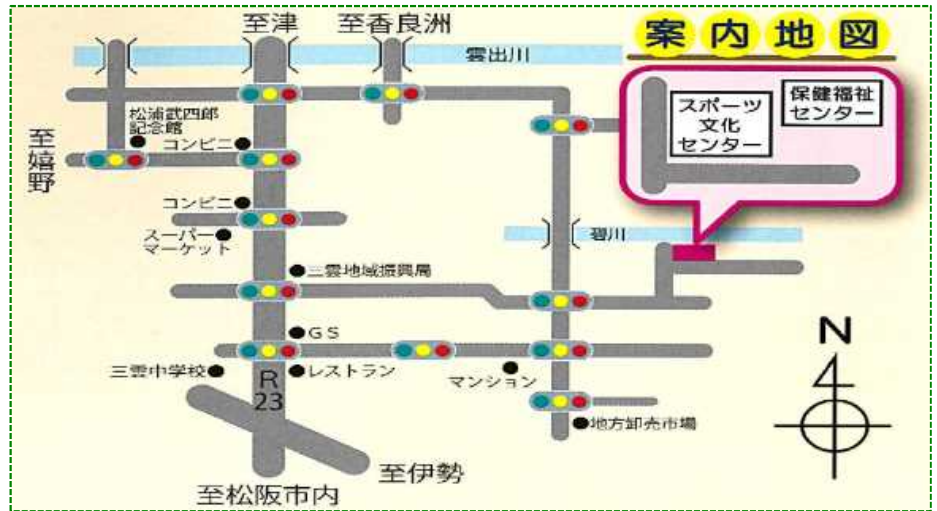 至津
至香良洲
案内地図
雲出川
保健福祉
センター
スポーツ
文化
センター
松浦武四郎
記念館
コンビニ
至嬉野
コンビニ
スーパー
マーケット
碧川
三雲地域振興局
GS
三雲中学校
R
23
レストラン
マンション
N
地方卸売市場
至伊勢
至松阪市内